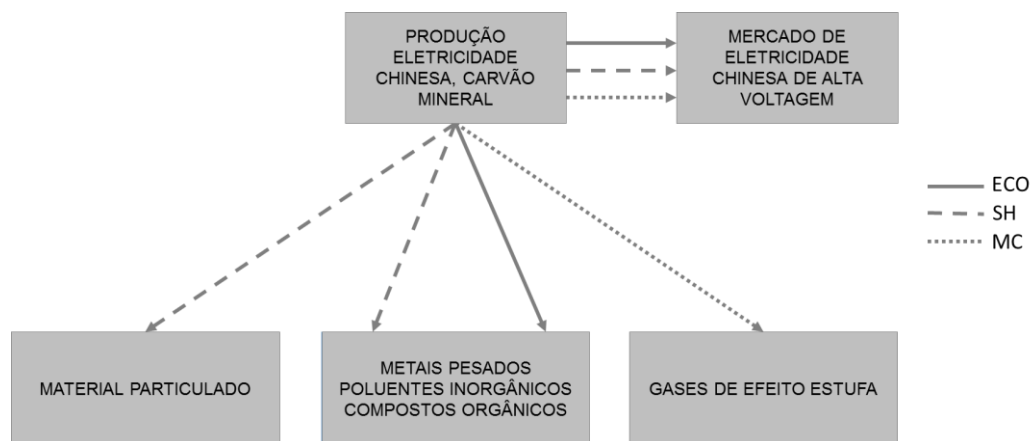 PRODUÇÃO
ELETRICIDADE
CHINESA, CARVÃO
MINERAL
MERCADO DE
ELETRICIDADE
CHINESA DE ALTA
VOLTAGEM
ECO
SH
MC
MATERIAL PARTICULADO
METAIS PESADOS
POLUENTES INORGÂNICOS
COMPOSTOS ORGÂNICOS
GASES DE EFEITO ESTUFA